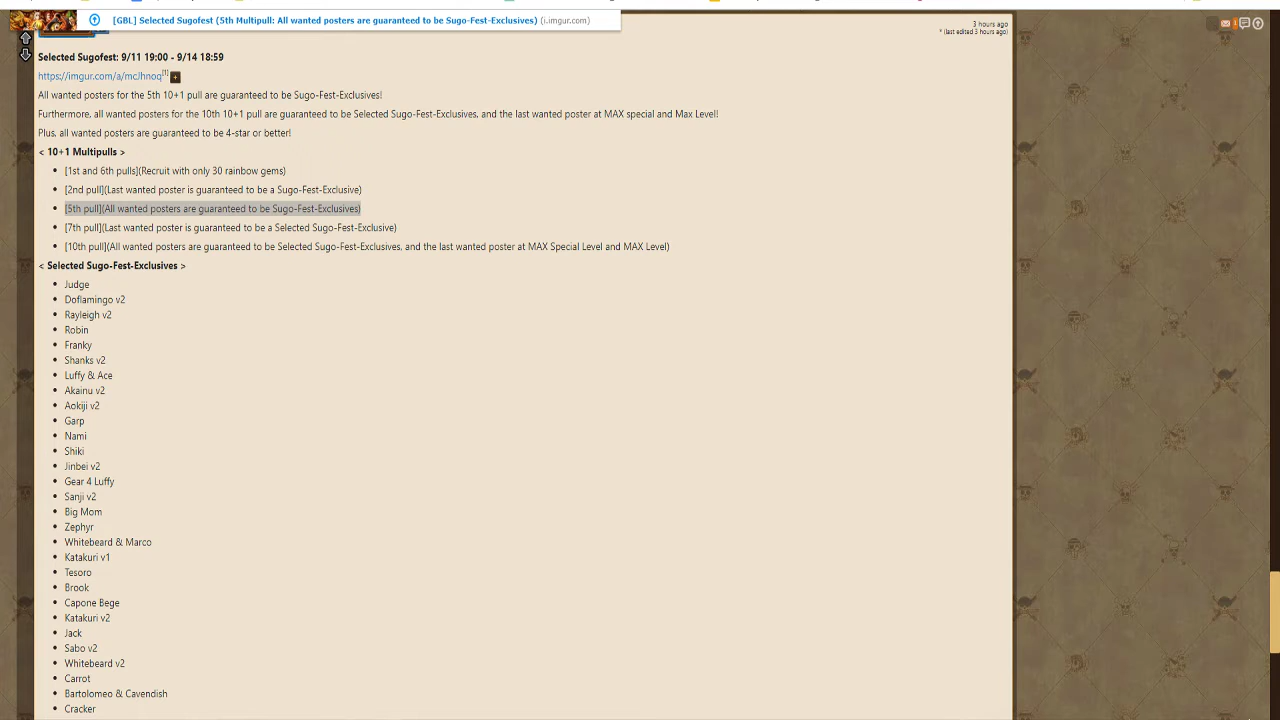 [GBL] Selected Sugofest (5th Multipull: All wanted posters are guaranteed to be Sugo-Fest-Exclusives) (i.imgur.com)
3 hours ago
* (last edited 3 hours ago)
1
Selected Sugofest: 9/11 19:00 - 9/14 18:59
https://imgur.com/a/mcJhnoq[1]+
All wanted posters for the 5th 10+1 pull are guaranteed to be Sugo-Fest-Exclusives!
Furthermore, all wanted posters for the 10th 10+1 pull are guaranteed to be Selected Sugo-Fest-Exclusives, and the last wanted poster at MAX special and Max Level!
Plus, all wanted posters are guaranteed to be 4-star or better!
< 10+1 Multipulls >
• [1st and 6th pulls](Recruit with only 30 rainbow gems)
• [2nd pull](Last wanted poster is guaranteed to be a Sugo-Fest-Exclusive)
• [5th pull](All wanted posters are guaranteed to be Sugo-Fest-Exclusives)
• [7th pull](Last wanted poster is guaranteed to be a Selected Sugo-Fest-Exclusive)
• [10th pull](All wanted posters are guaranteed to be Selected Sugo-Fest-Exclusives, and the last wanted poster at MAX Special Level and MAX Level)
< Selected Sugo-Fest-Exclusives >
• Judge
• Doflamingo v2
• Rayleigh v2
• Robin
• Franky
• Shanks v2
• Luffy & Ace
• Akainu v2
• Aokiji v2
• Garp
• Nami
• Shiki
• Jinbei v2
• Gear 4 Luffy
• Sanji v2
• Big Mom
• Zephyr
• Whitebeard & Marco
• Katakuri v1
• Tesoro
• Brook
• Capone Bege
• Katakuri v2
• Jack
• Sabo v2
• Whitebeard v2
• Carrot
• Bartolomeo & Cavendish
• Cracker